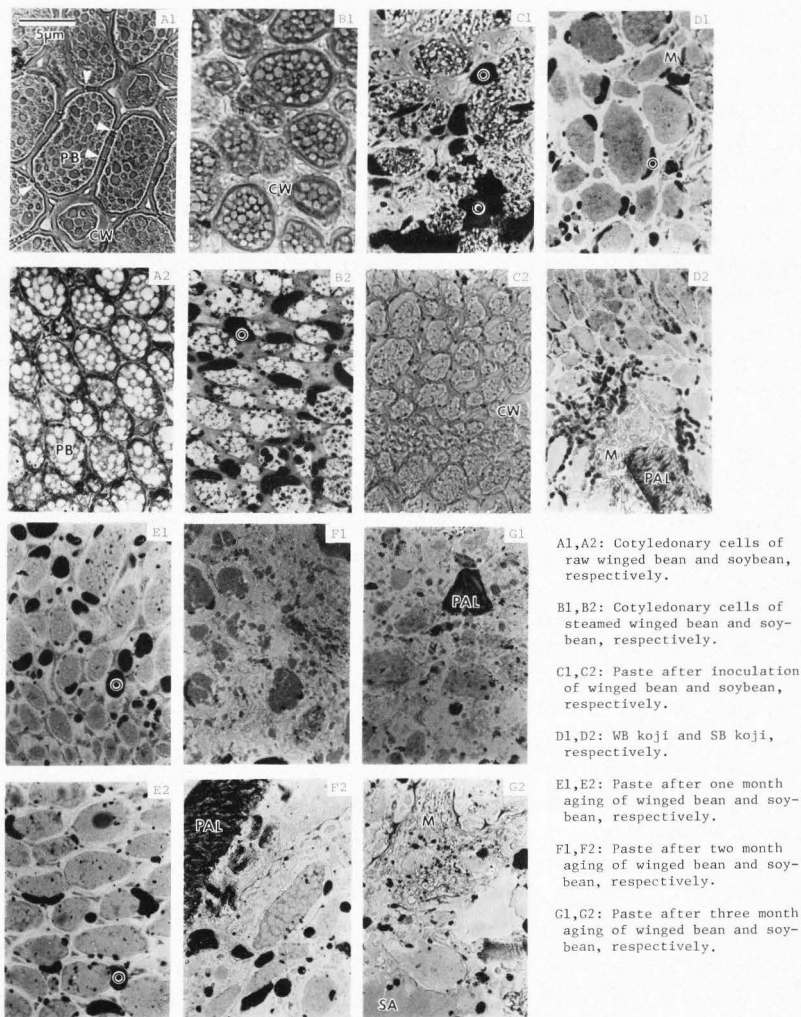 A1
5µm
PB
CW
B1
CW
C1
D1
M
A2
PB
B2
C2
CW
D2
M
PAL
E1
F1
G1
PAL
E2
F2
PAL
G2
M
SA
A1,A2: Cotyledonary cells of
raw winged bean and soybean,
respectively.
B1,B2: Cotyledonary cells of
steamed winged bean and soy-
bean, respectively.
C1,C2: Paste after inoculation
of winged bean and soybean,
respectively.
D1,D2: WB koji and SB koji,
respectively.
E1,E2: Paste after one month
aging of winged bean and soy-
bean, respectively.
F1,F2: Paste after two month
aging of winged bean and soy-
bean, respectively.
G1,G2: Paste after three month
aging of winged bean and soy-
bean, respectively.